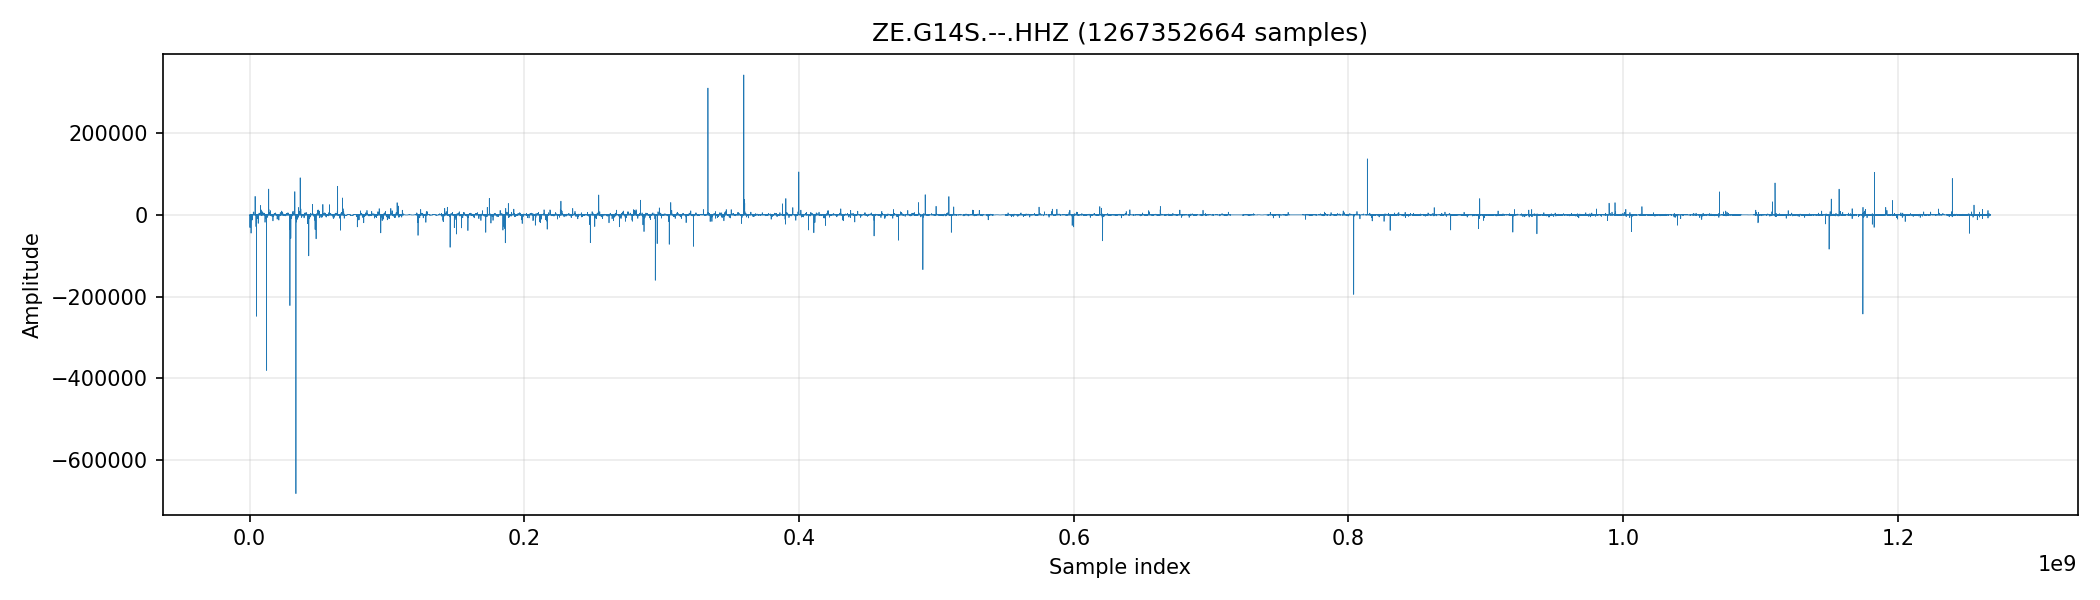 ZE.G14S.--.HHZ (1267352664 samples)
200000
0
−200000
−400000
−600000
Amplitude
0.0 0.2 0.4 0.6 0.8 1.0 1.2
1e9
Sample index